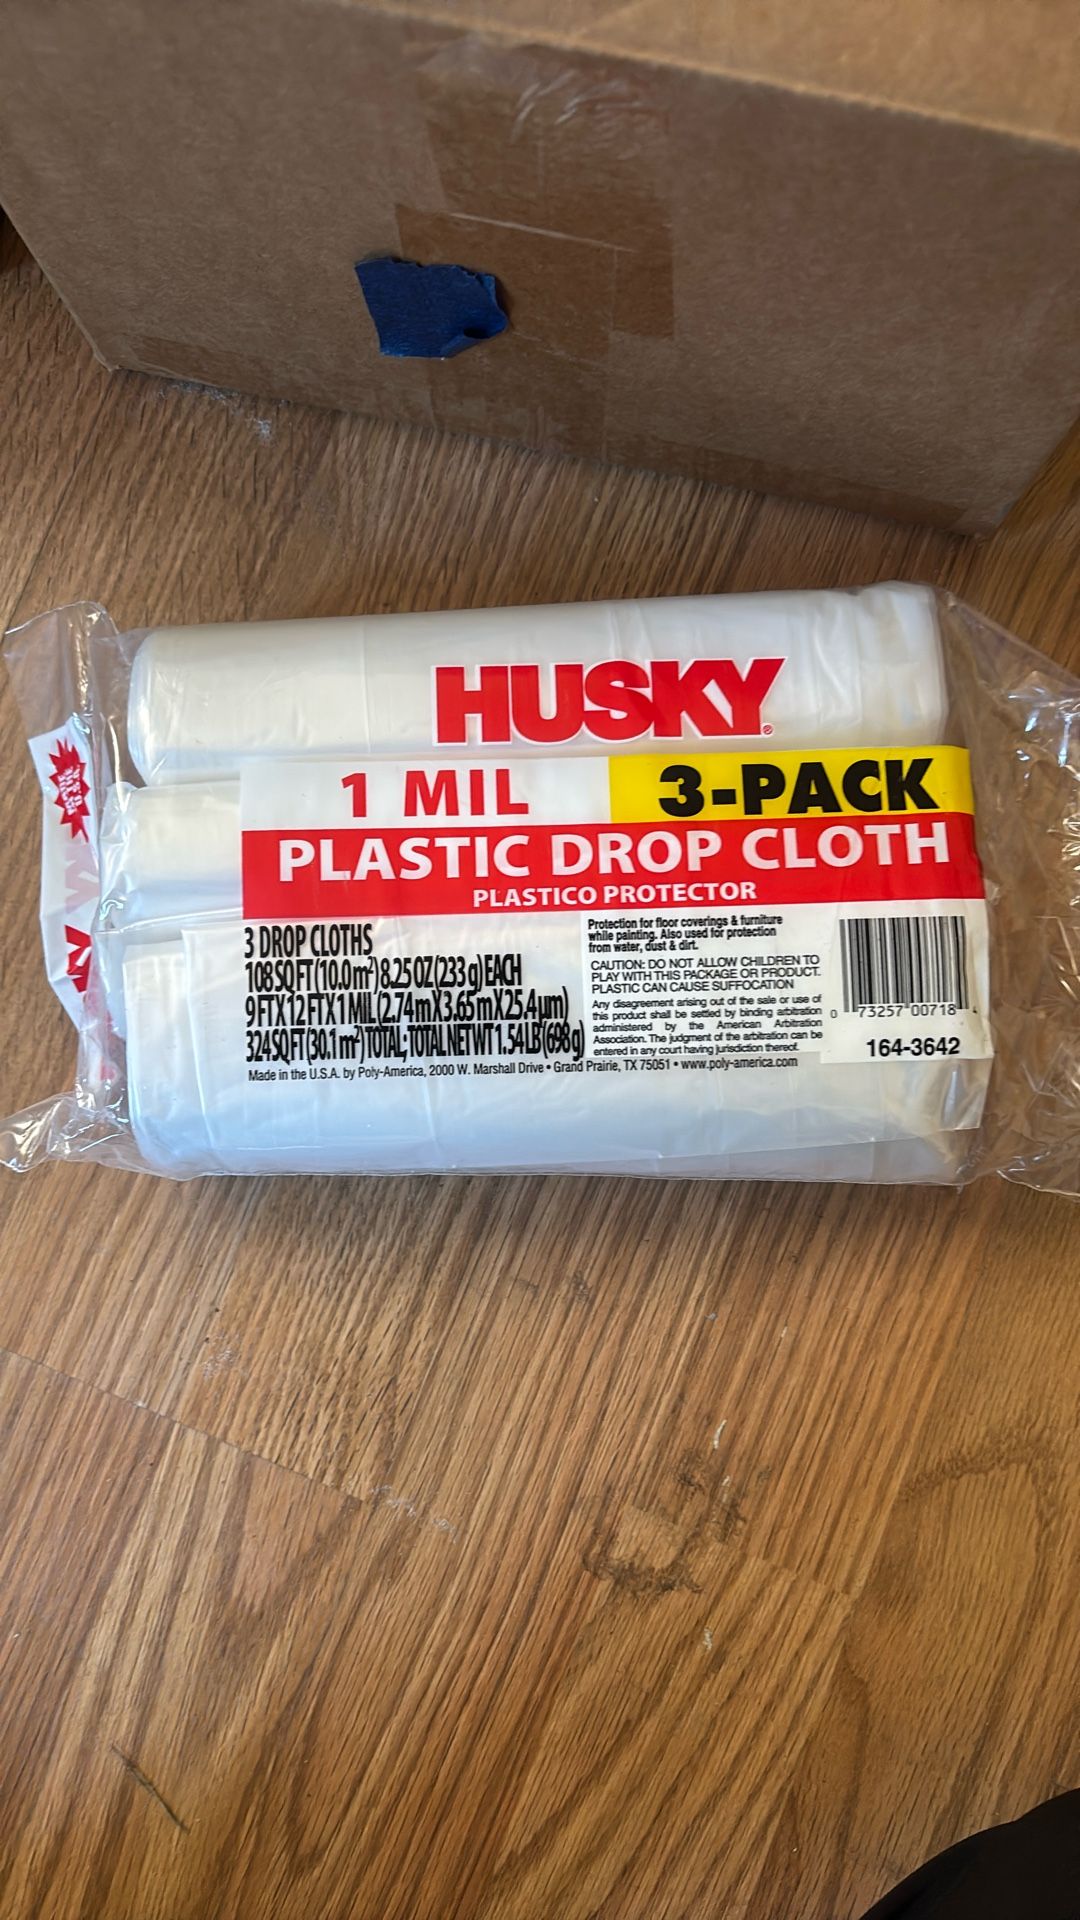 HUSKY®
1 MIL
3-PACK
PLASTIC DROP CLOTH
PLASTICO PROTECTOR
3 DROP CLOTHS
108 SQ FT (10.0 m²) 8.25 OZ (233 g) EACH
9 FT X 12 FT X 1 MIL (2.74 m X 3.65 m X 25.4 µm)
324 SQ FT (30.1 m²) TOTAL; TOTAL NET WT 1.54 LB (698 g)
Protection for floor coverings & furniture
while painting. Also used for protection
from water, dust & dirt.
CAUTION: DO NOT ALLOW CHILDREN TO
PLAY WITH THIS PACKAGE OR PRODUCT.
PLASTIC CAN CAUSE SUFFOCATION
Any disagreement arising out of the sale or use of
this product shall be settled by binding arbitration
administered by the American Arbitration
Association. The judgment of the arbitration can be
entered in any court having jurisdiction thereof.
0 73257 00718 4
164-3642
Made in the U.S.A. by Poly-America, 2000 W. Marshall Drive • Grand Prairie, TX 75051 • www.poly-america.com